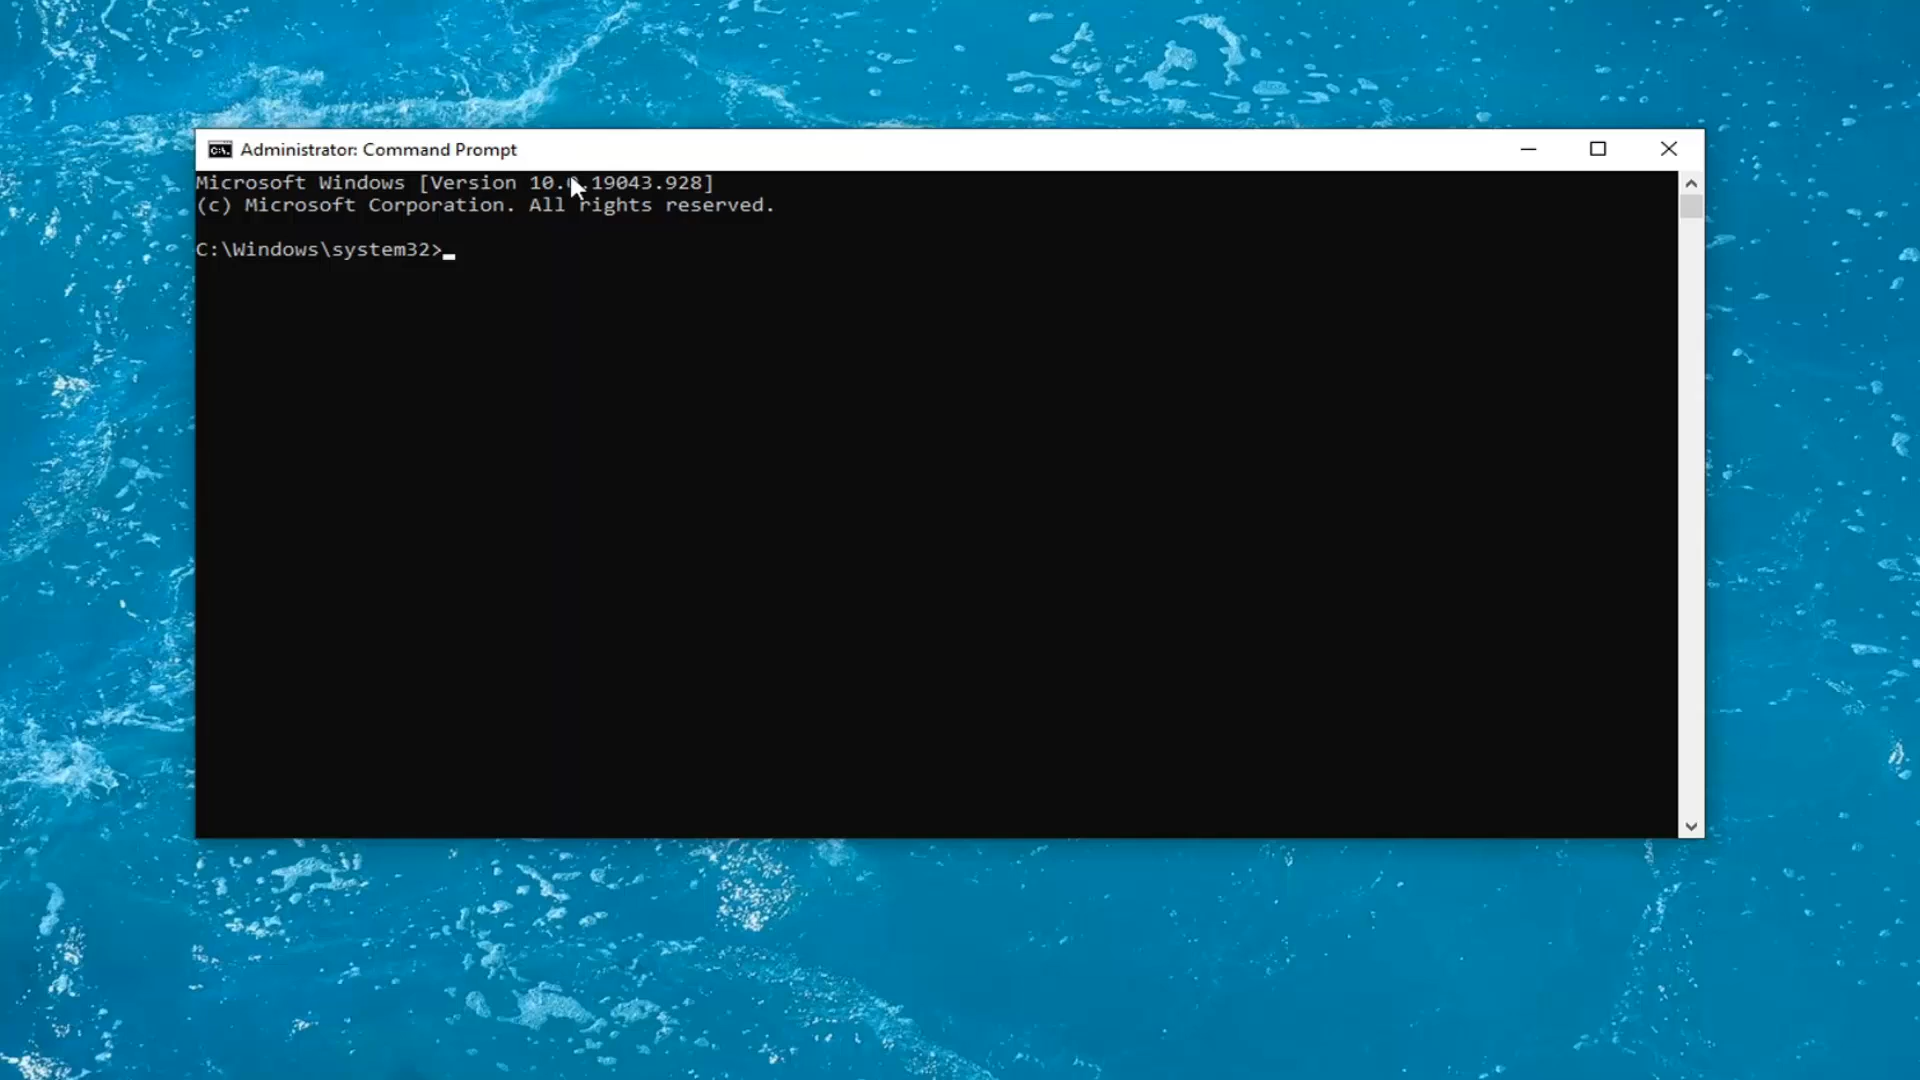 Administrator: Command Prompt
Microsoft Windows [Version 10.0.19043.928]
(c) Microsoft Corporation. All rights reserved.
C:\Windows\system32>